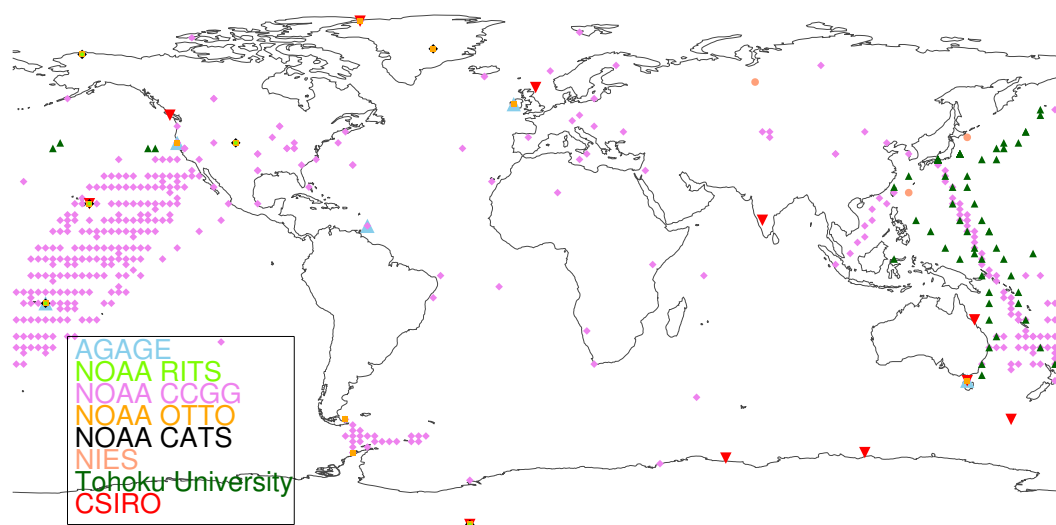 AGAGE
NOAA RITS
NOAA CCGG
NOAA OTTO
NOAA CATS
NIES
Tohoku University
CSIRO